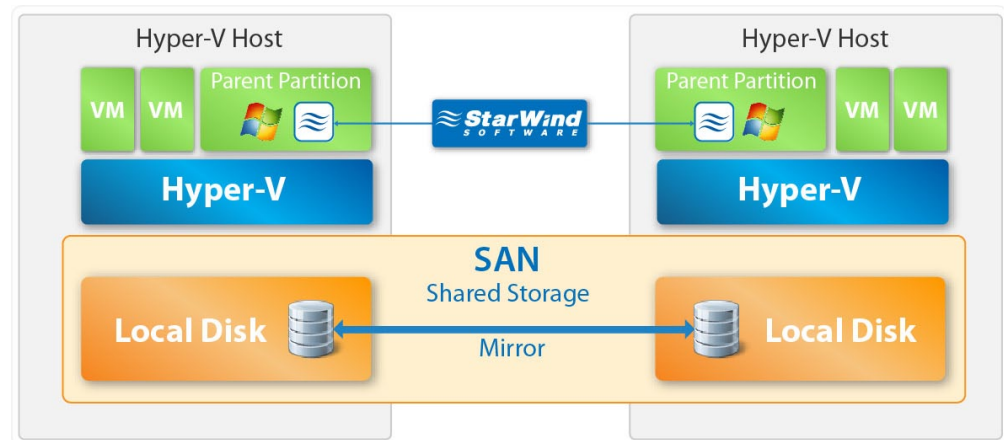 Hyper-V Host
VM
VM
Parent Partition
Hyper-V
Hyper-V Host
Parent Partition
VM
VM
Hyper-V
StarWind
SOFTWARE
SAN
Shared Storage
Local Disk
Mirror
Local Disk